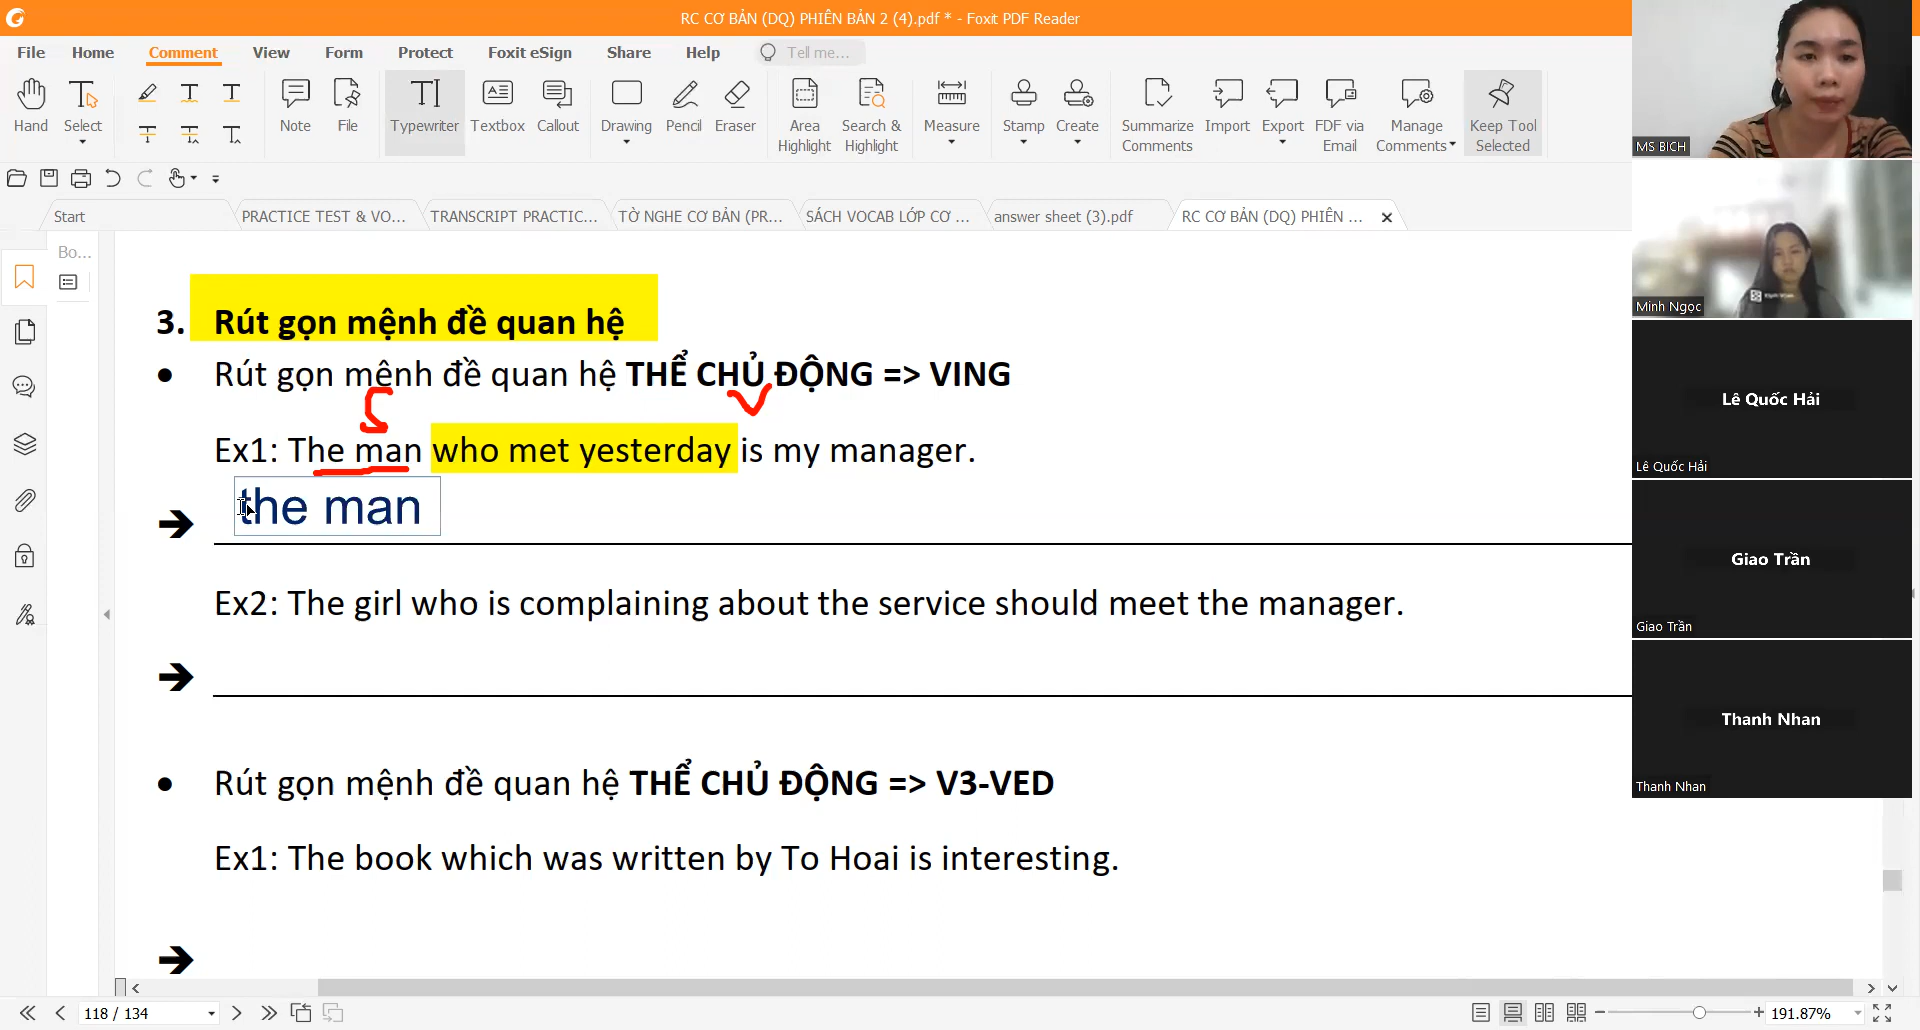 RC CƠ BẢN (DQ) PHIÊN BẢN 2 (4).pdf * - Foxit PDF Reader
File Home Comment View Form Protect Foxit eSign Share Help Tell me...
Hand Select Note File Typewriter Textbox Callout Drawing Pencil Eraser Area Highlight Search & Highlight Measure Stamp Create Summarize Comments Import Export FDF via Email Manage Comments Keep Tool Selected
Start PRACTICE TEST & VO... TRANSCRIPT PRACTIC... TỜ NGHE CƠ BẢN (PR... SÁCH VOCAB LỚP CƠ ... answer sheet (3).pdf RC CƠ BẢN (DQ) PHIÊN ...
Bo...
3. Rút gọn mệnh đề quan hệ
• Rút gọn mệnh đề quan hệ THỂ CHỦ ĐỘNG => VING
S
Ex1: The man who met yesterday is my manager.
the man
Ex2: The girl who is complaining about the service should meet the manager.
• Rút gọn mệnh đề quan hệ THỂ CHỦ ĐỘNG => V3-VED
Ex1: The book which was written by To Hoai is interesting.
118 / 134
191.87%
MS BICH
Minh Ngọc
Lê Quốc Hải
Lê Quốc Hải
Giao Trần
Giao Trần
Thanh Nhan
Thanh Nhan